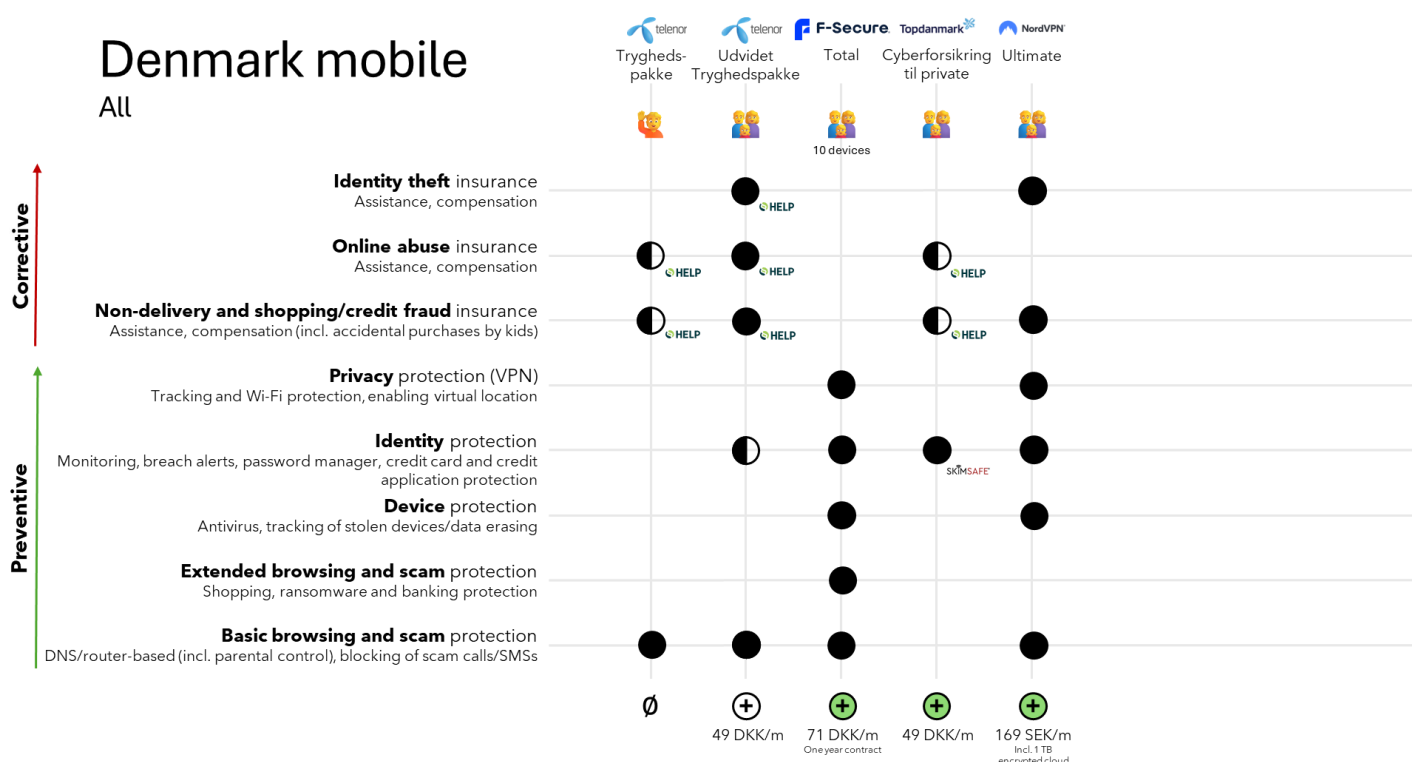 Denmark mobile
All
telenor
telenor
F-Secure
Topdanmark
NordVPN
Trygheds-
pakke
Udvidet
Tryghedspakke
Total
Cyberforsikring
til private
Ultimate
10 devices
Corrective
Identity theft insurance
Assistance, compensation
HELP
Online abuse insurance
Assistance, compensation
HELP
HELP
HELP
Non-delivery and shopping/credit fraud insurance
Assistance, compensation (incl. accidental purchases by kids)
HELP
HELP
HELP
Preventive
Privacy protection (VPN)
Tracking and Wi-Fi protection, enabling virtual location
Identity protection
Monitoring, breach alerts, password manager, credit card and credit
application protection
SKIMSAFE
Device protection
Antivirus, tracking of stolen devices/data erasing
Extended browsing and scam protection
Shopping, ransomware and banking protection
Basic browsing and scam protection
DNS/router-based (incl. parental control), blocking of scam calls/SMSs
Ø
+
+
+
+
49 DKK/m
71 DKK/m
One year contract
49 DKK/m
169 SEK/m
Incl. 1 TB
encrypted cloud